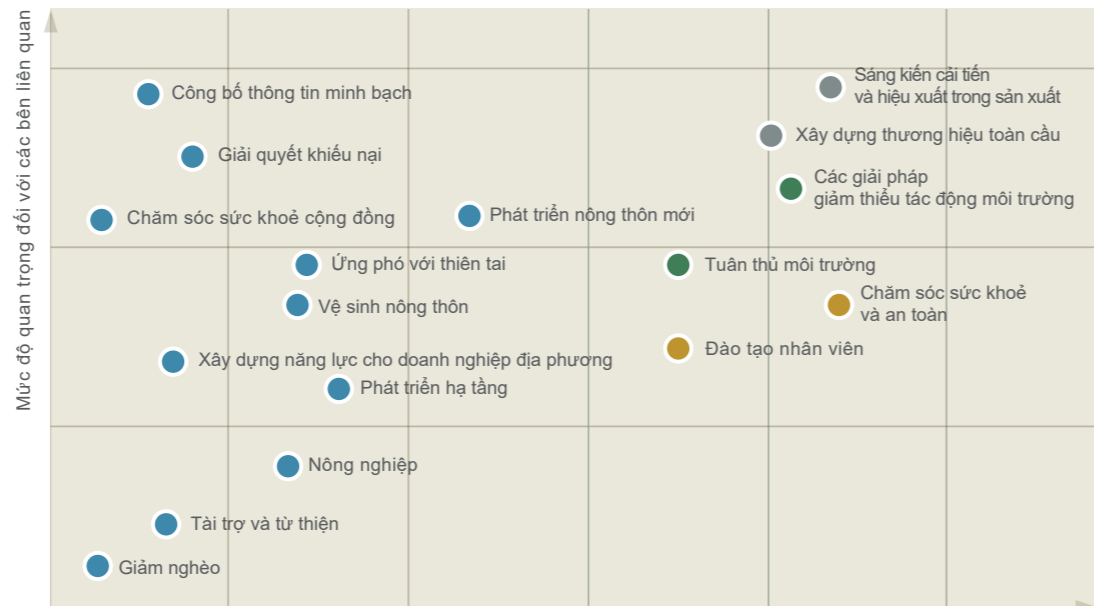 Mức độ quan trọng đối với các bên liên quan
Công bố thông tin minh bạch
Sáng kiến cải tiến
và hiệu xuất trong sản xuất
Giải quyết khiếu nại
Xây dựng thương hiệu toàn cầu
Các giải pháp
giảm thiểu tác động môi trường
Chăm sóc sức khoẻ cộng đồng
Phát triển nông thôn mới
Ứng phó với thiên tai
Tuân thủ môi trường
Vệ sinh nông thôn
Chăm sóc sức khoẻ
và an toàn
Xây dựng năng lực cho doanh nghiệp địa phương
Đào tạo nhân viên
Phát triển hạ tầng
Nông nghiệp
Tài trợ và từ thiện
Giảm nghèo